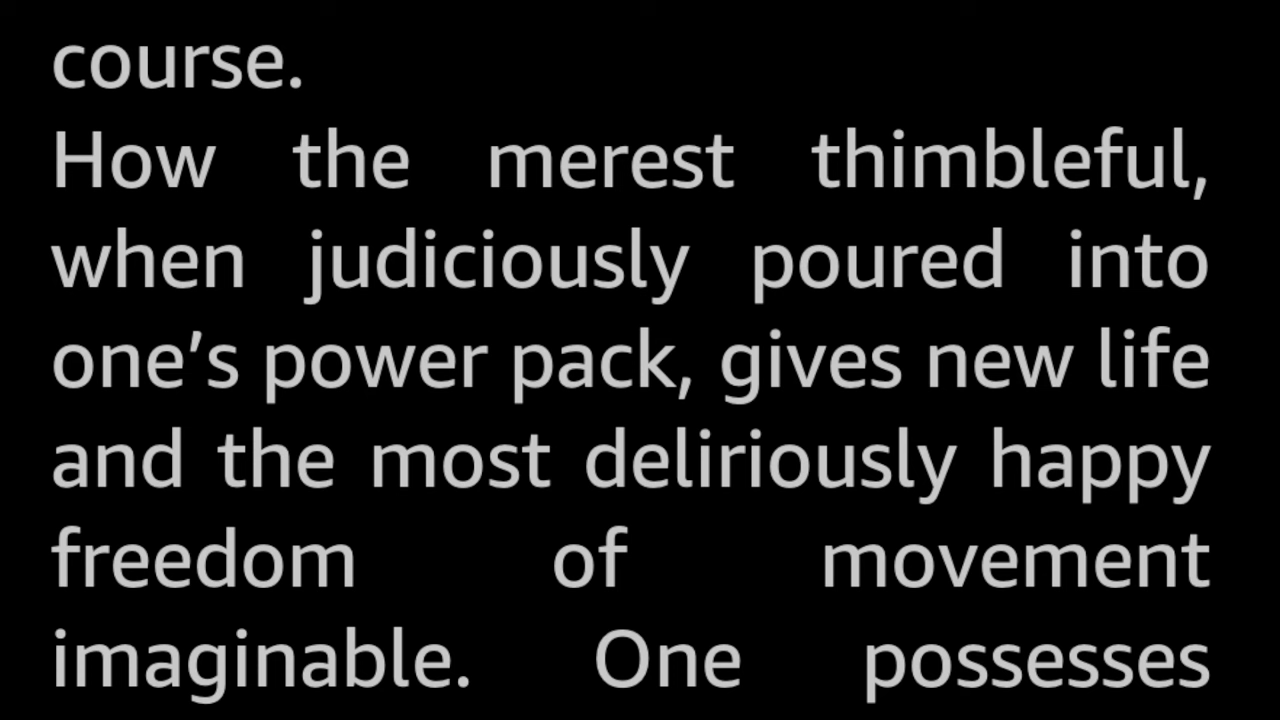 course.
How the merest thimbleful,
when judiciously poured into
one’s power pack, gives new life
and the most deliriously happy
freedom of movement
imaginable. One possesses